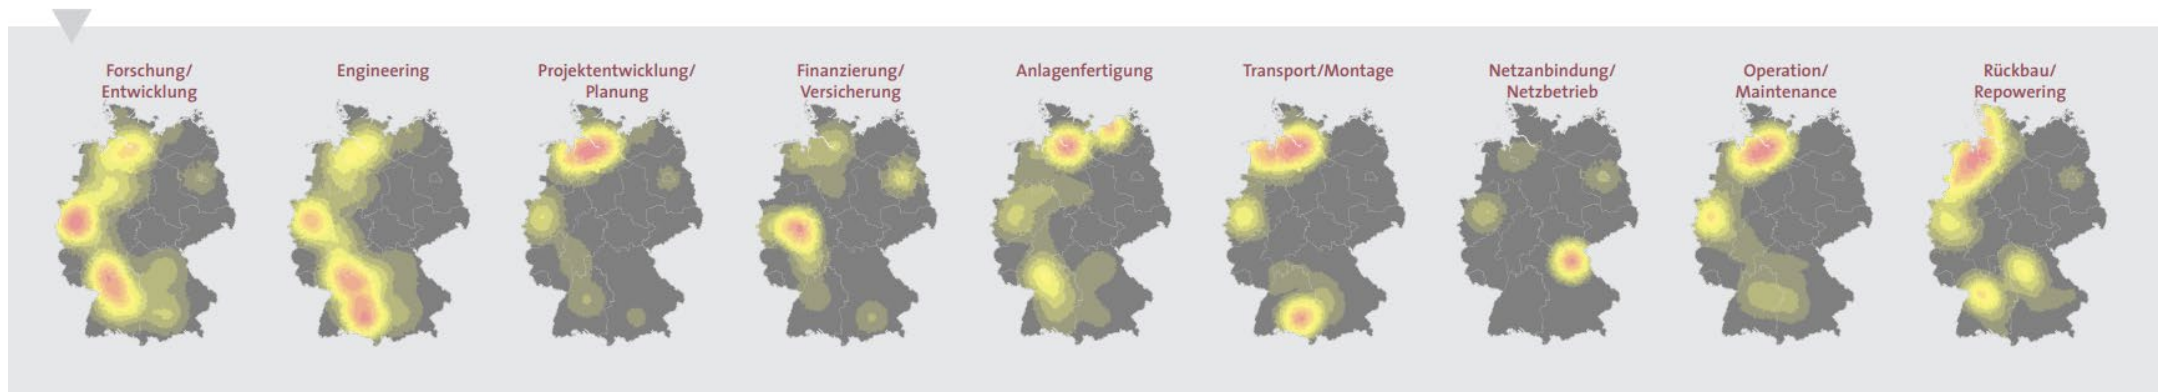 Forschung/
Entwicklung
Engineering
Projektentwicklung/
Planung
Finanzierung/
Versicherung
Anlagenfertigung
Transport/Montage
Netzanbindung/
Netzbetrieb
Operation/
Maintenance
Rückbau/
Repowering